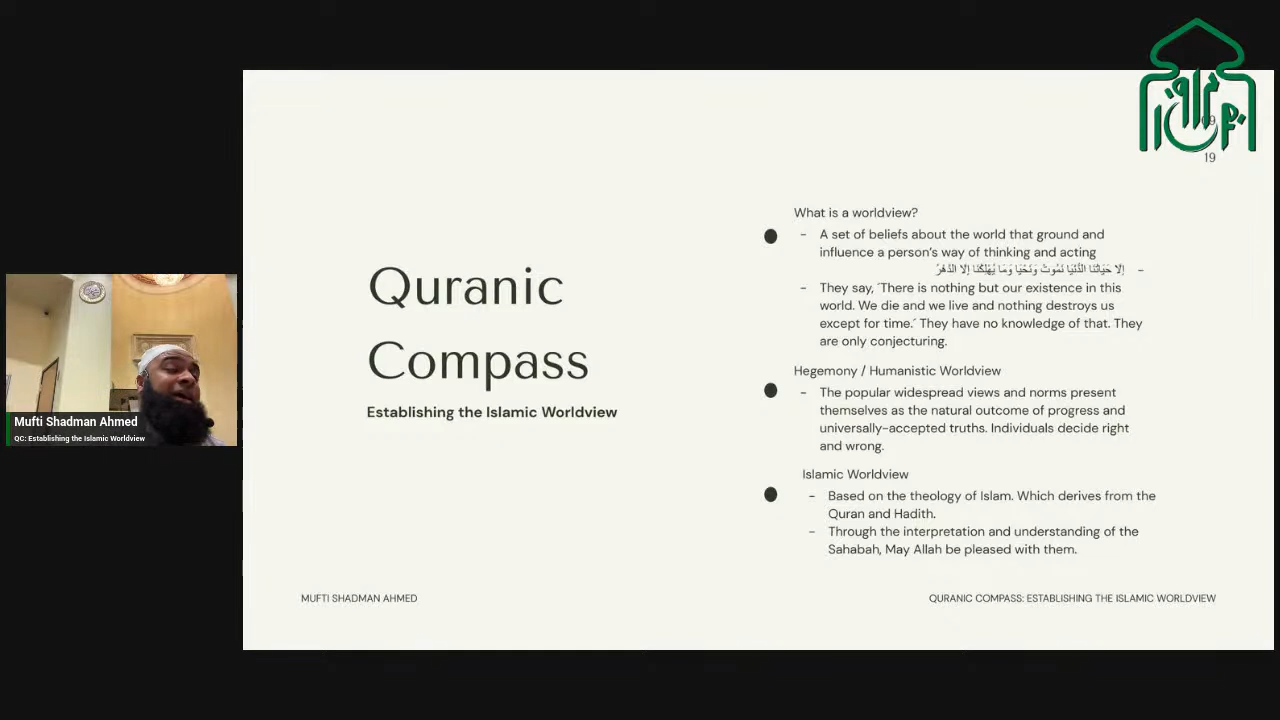 19
What is a worldview?
- A set of beliefs about the world that ground and
influence a person's way of thinking and acting
- إِلَّا حَيَاتُنَا الدُّنْيَا نَمُوتُ وَنَحْيَا وَمَا يُهْلِكُنَا إِلَّا الدَّهْرُ
- They say, ´There is nothing but our existence in this
world. We die and we live and nothing destroys us
except for time.´ They have no knowledge of that. They
are only conjecturing.
Quranic
Compass
Establishing the Islamic Worldview
Hegemony / Humanistic Worldview
- The popular widespread views and norms present
themselves as the natural outcome of progress and
universally-accepted truths. Individuals decide right
and wrong.
Islamic Worldview
- Based on the theology of Islam. Which derives from the
Quran and Hadith.
- Through the interpretation and understanding of the
Sahabah, May Allah be pleased with them.
Mufti Shadman Ahmed
QC: Establishing the Islamic Worldview
MUFTI SHADMAN AHMED
QURANIC COMPASS: ESTABLISHING THE ISLAMIC WORLDVIEW